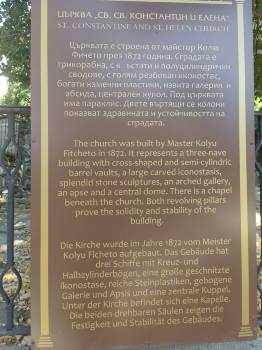 ЦЪРКВА „СВ. СВ. КОНСТАНТИН И ЕЛЕНА“
ST. CONSTANTINE AND ST. HELEN CHURCH
Църквата е строена от майстор Колю
Фичето през 1872 година. Сградата е
трикорабна, с к ъстати и полуцилиндрични
сводове, с голям резбован иконостас,
богати каменни пластики, извита галерия и
абсида, централен купол. Под църквата
има параклис. Двете въртящи се колони
показват здравината и устойчивостта на
сградата.
The church was built by Master Kolyu
Fitcheto in 1872. It represents a three-nave
building with cross-shaped and semi-cylindric
barrel vaults, a large carved iconostasis,
splendid stone sculptures, an arched gallery,
an apse and a central dome. There is a chapel
beneath the church. Both revolving pillars
prove the solidity and stability of the
building.
Die Kirche wurde im Jahre 1872 vom Meister
Kolyu Ficheto aufgebaut. Das Gebäude hat
drei Schiffe mit Kreuz- und
Halbzylinderbögen, eine große geschnitzte
Ikonostase, reiche Steinplastiken, gebogene
Galerie und Apsis und eine zentrale Kuppel.
Unter der Kirche befindet sich eine Kapelle.
Die beiden drehbaren Säulen zeigen die
Festigkeit und Stabilität des Gebäudes.